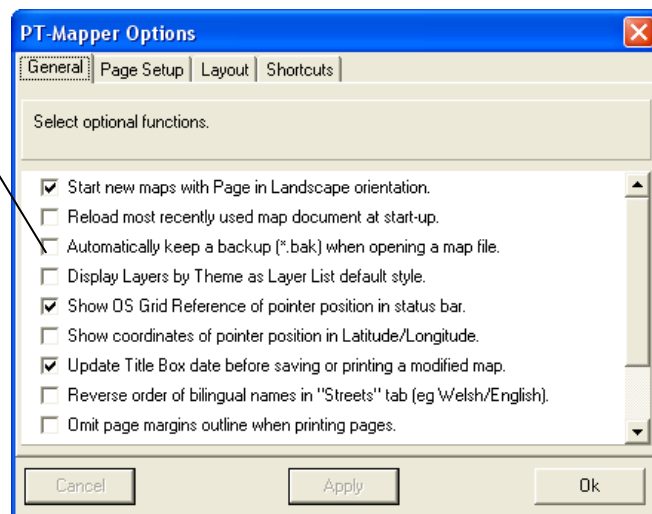 PT-Mapper Options
General Page Setup Layout Shortcuts
Select optional functions.
Start new maps with Page in Landscape orientation.
Reload most recently used map document at start-up.
Automatically keep a backup (*.bak) when opening a map file.
Display Layers by Theme as Layer List default style.
Show OS Grid Reference of pointer position in status bar.
Show coordinates of pointer position in Latitude/Longitude.
Update Title Box date before saving or printing a modified map.
Reverse order of bilingual names in "Streets" tab (eg Welsh/English).
Omit page margins outline when printing pages.
Cancel Apply Ok